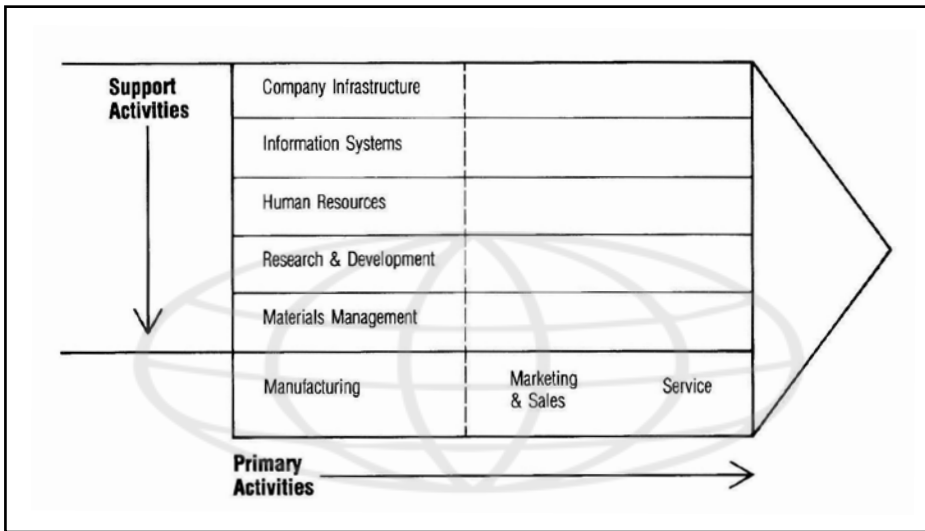 Support
Activities
Company Infrastructure
Information Systems
Human Resources
Research & Development
Materials Management
Manufacturing
Marketing
& Sales
Service
Primary
Activities